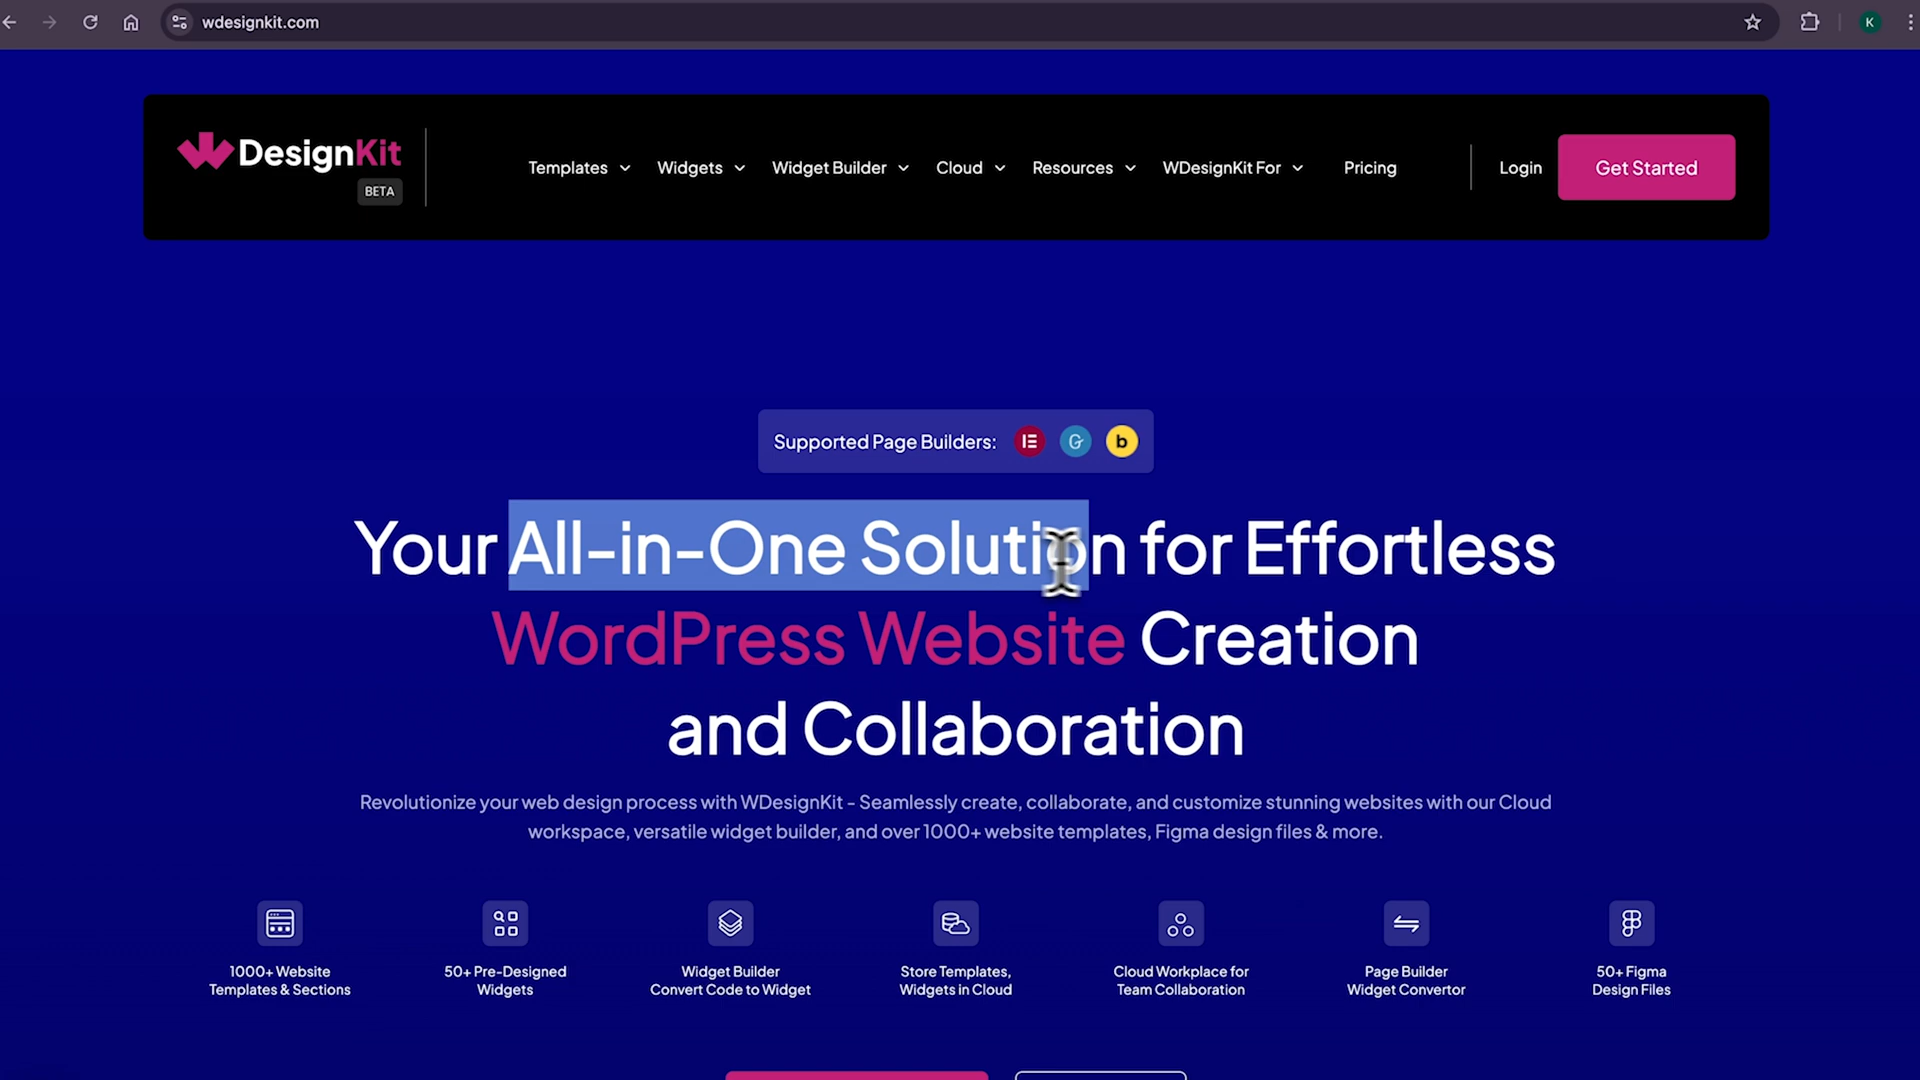 wdesignkit.com
K
DesignKit
BETA
Templates
Widgets
Widget Builder
Cloud
Resources
WDesignKit For
Pricing
Login
Get Started
Supported Page Builders:
b
Your All-in-One Solution for Effortless
WordPress Website Creation
and Collaboration
Revolutionize your web design process with WDesignKit - Seamlessly create, collaborate, and customize stunning websites with our Cloud
workspace, versatile widget builder, and over 1000+ website templates, Figma design files & more.
1000+ Website
Templates & Sections
50+ Pre-Designed
Widgets
Widget Builder
Convert Code to Widget
Store Templates,
Widgets in Cloud
Cloud Workplace for
Team Collaboration
Page Builder
Widget Convertor
50+ Figma
Design Files